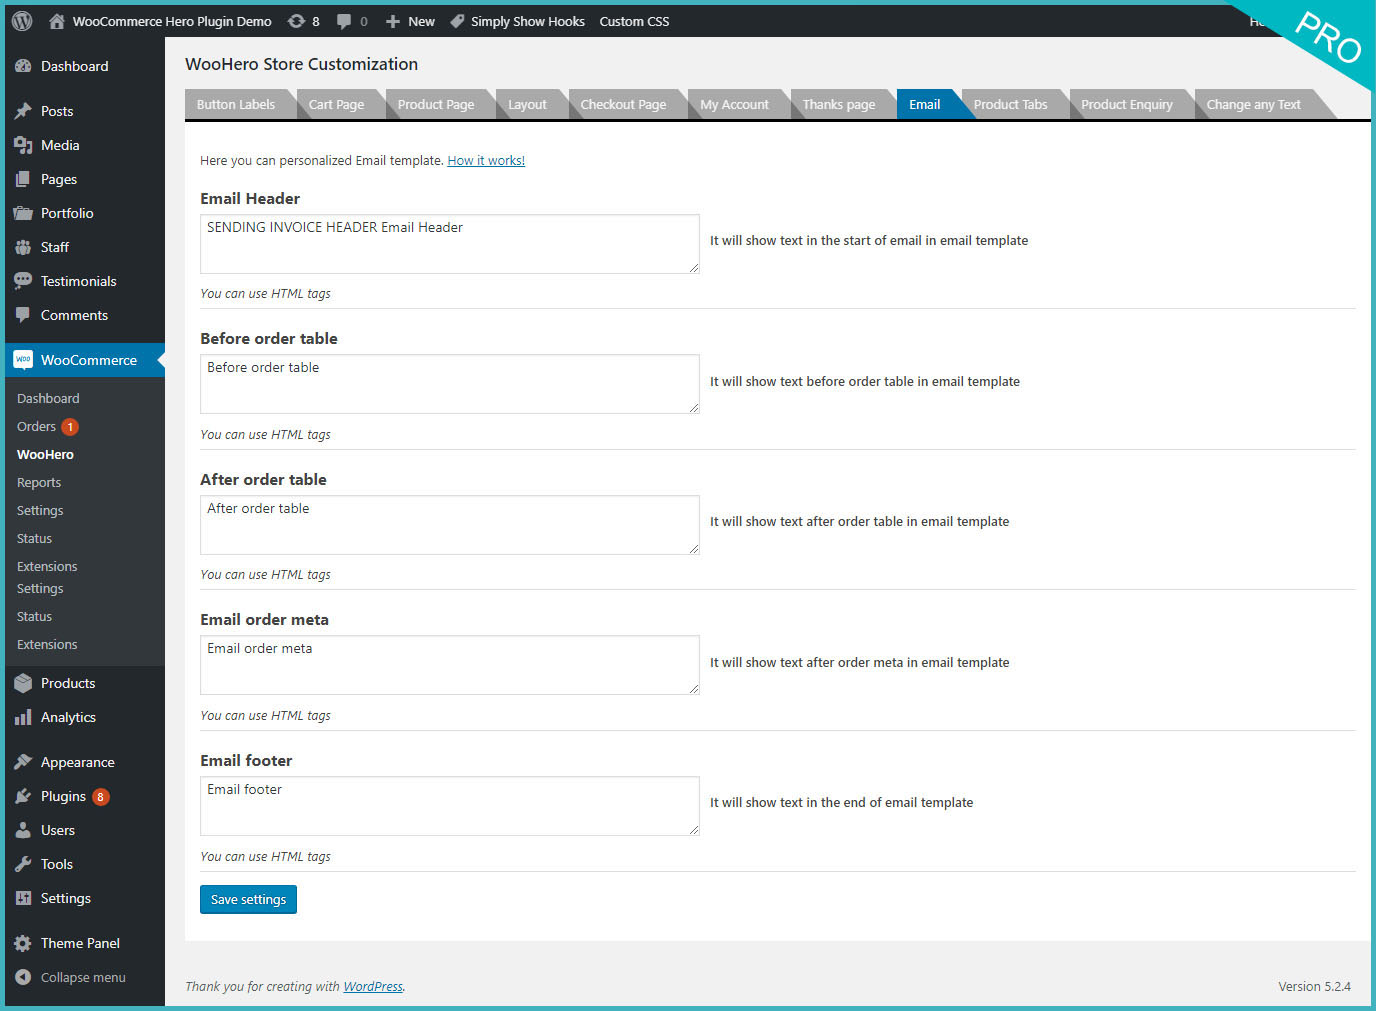 WooCommerce Hero Plugin Demo 8 0 New Simply Show Hooks Custom CSS
PRO
Dashboard
Posts
Media
Pages
Portfolio
Staff
Testimonials
Comments
WooCommerce
Dashboard
Orders 1
WooHero
Reports
Settings
Status
Extensions
Settings
Status
Extensions
Products
Analytics
Appearance
Plugins 8
Users
Tools
Settings
Theme Panel
Collapse menu
WooHero Store Customization
Button Labels Cart Page Product Page Layout Checkout Page My Account Thanks page Email Product Tabs Product Enquiry Change any Text
Here you can personalized Email template. How it works!
Email Header
SENDING INVOICE HEADER Email Header
It will show text in the start of email in email template
You can use HTML tags
Before order table
Before order table
It will show text before order table in email template
You can use HTML tags
After order table
After order table
It will show text after order table in email template
You can use HTML tags
Email order meta
Email order meta
It will show text after order meta in email template
You can use HTML tags
Email footer
Email footer
It will show text in the end of email template
You can use HTML tags
Save settings
Thank you for creating with WordPress.
Version 5.2.4